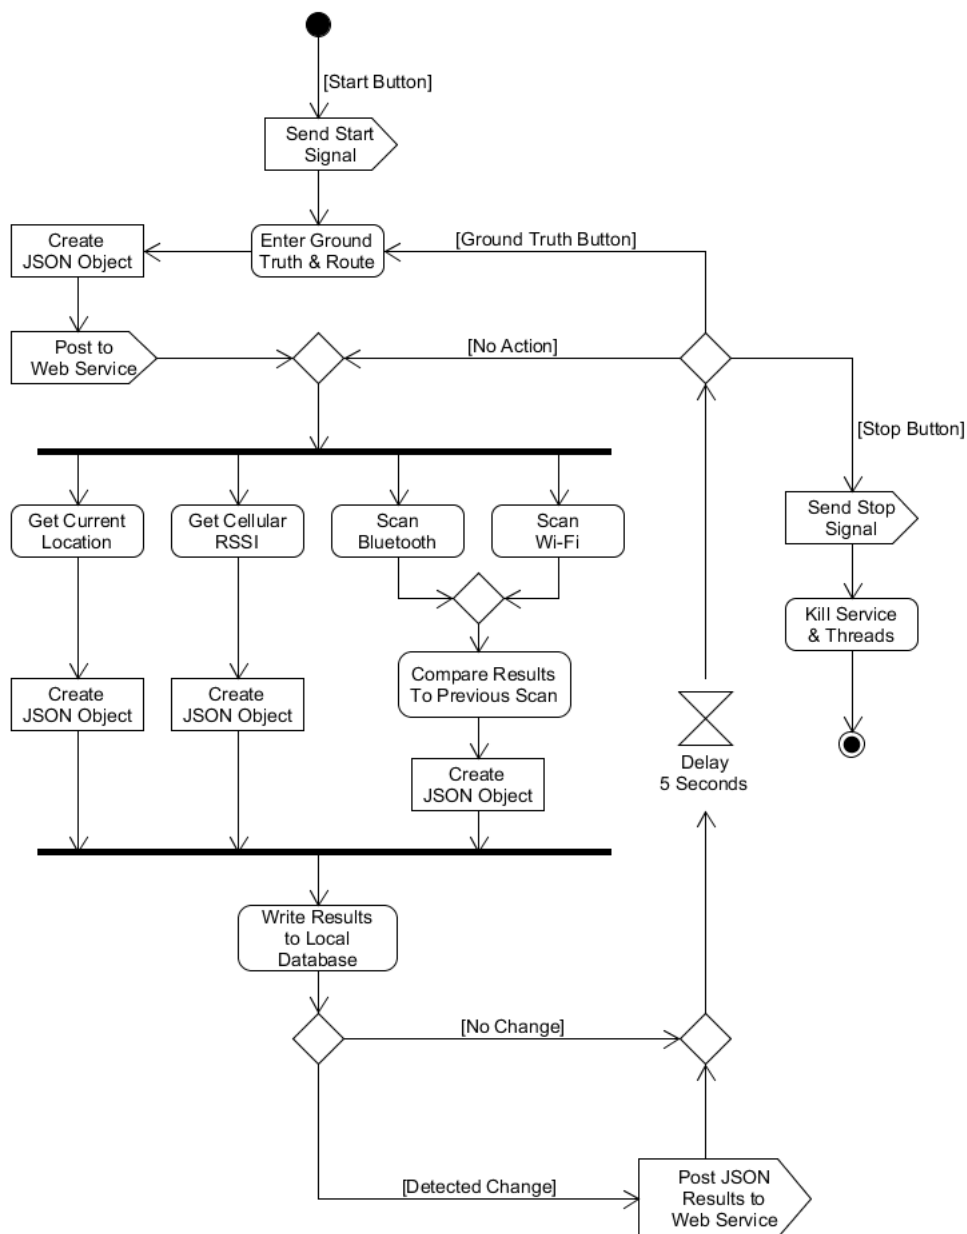 [Start Button]
Send Start
Signal
Create
JSON Object
Enter Ground
Truth & Route
[Ground Truth Button]
Post to
Web Service
[No Action]
[Stop Button]
Get Current
Location
Get Cellular
RSSI
Scan
Bluetooth
Scan
Wi-Fi
Send Stop
Signal
Kill Service
& Threads
Compare Results
To Previous Scan
Create
JSON Object
Create
JSON Object
Create
JSON Object
Delay
5 Seconds
Write Results
to Local
Database
[No Change]
[Detected Change]
Post JSON
Results to
Web Service